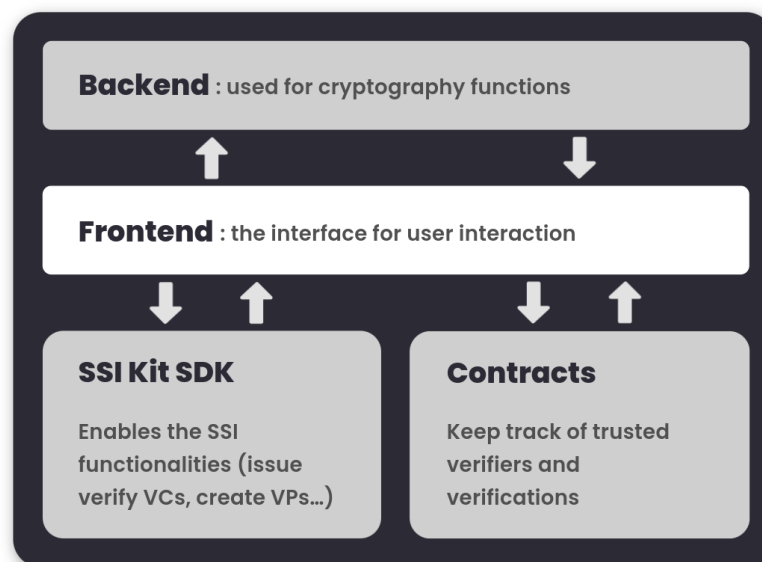 Backend : used for cryptography functions
Frontend : the interface for user interaction
SSI Kit SDK
Enables the SSI
functionalities (issue
verify VCs, create VPs...)
Contracts
Keep track of trusted
verifiers and
verifications